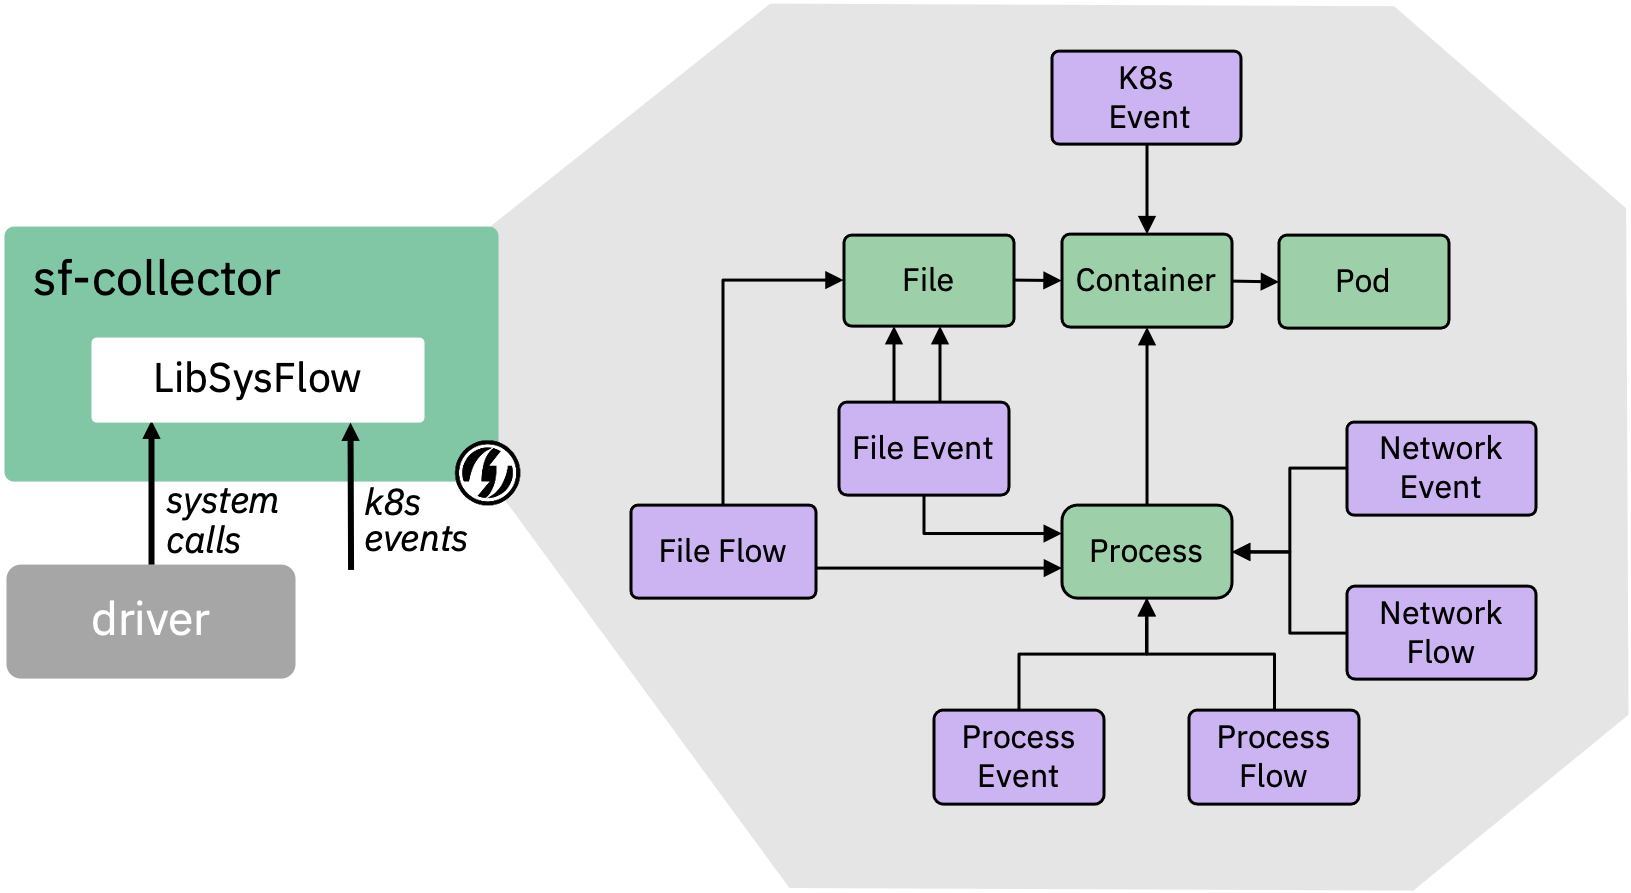 sf-collector
LibSysFlow
system
calls
k8s
events
driver
K8s
Event
File
Container
Pod
File Event
Network
Event
File Flow
Process
Network
Flow
Process
Event
Process
Flow